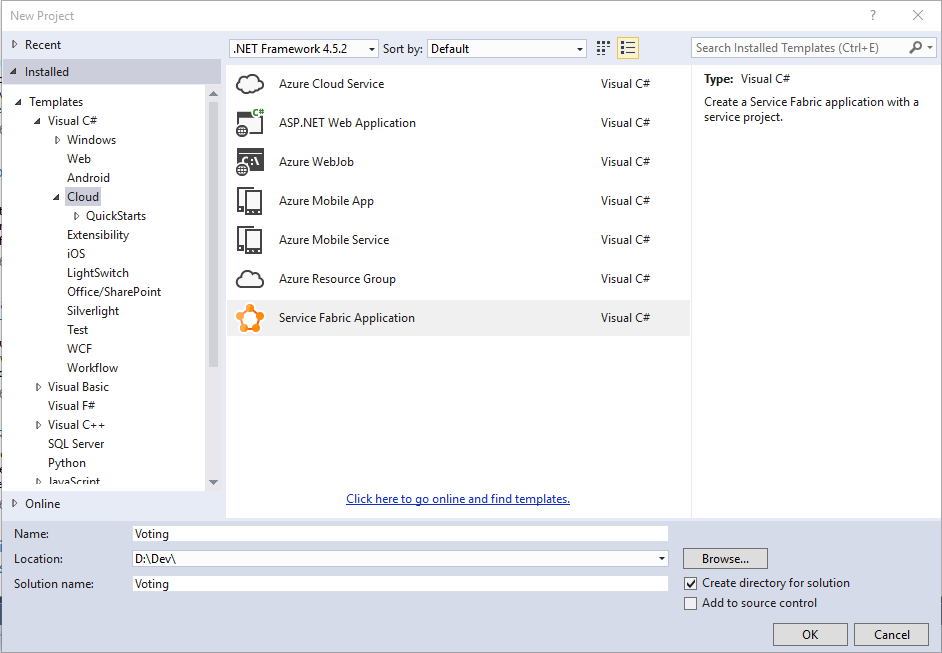 New Project
?
Recent
.NET Framework 4.5.2 Sort by: Default
Search Installed Templates (Ctrl+E)
Installed
Templates
Visual C#
Windows
Web
Android
Cloud
QuickStarts
Extensibility
iOS
LightSwitch
Office/SharePoint
Silverlight
Test
WCF
Workflow
Visual Basic
Visual F#
Visual C++
SQL Server
Python
JavaScript
Online
Azure Cloud Service Visual C#
C# ASP.NET Web Application Visual C#
C:\ Azure WebJob Visual C#
Azure Mobile App Visual C#
Azure Mobile Service Visual C#
Azure Resource Group Visual C#
Service Fabric Application Visual C#
Click here to go online and find templates.
Type: Visual C#
Create a Service Fabric application with a
service project.
Name: Voting
Location: D:\Dev\ Browse...
Solution name: Voting
Create directory for solution
Add to source control
OK Cancel